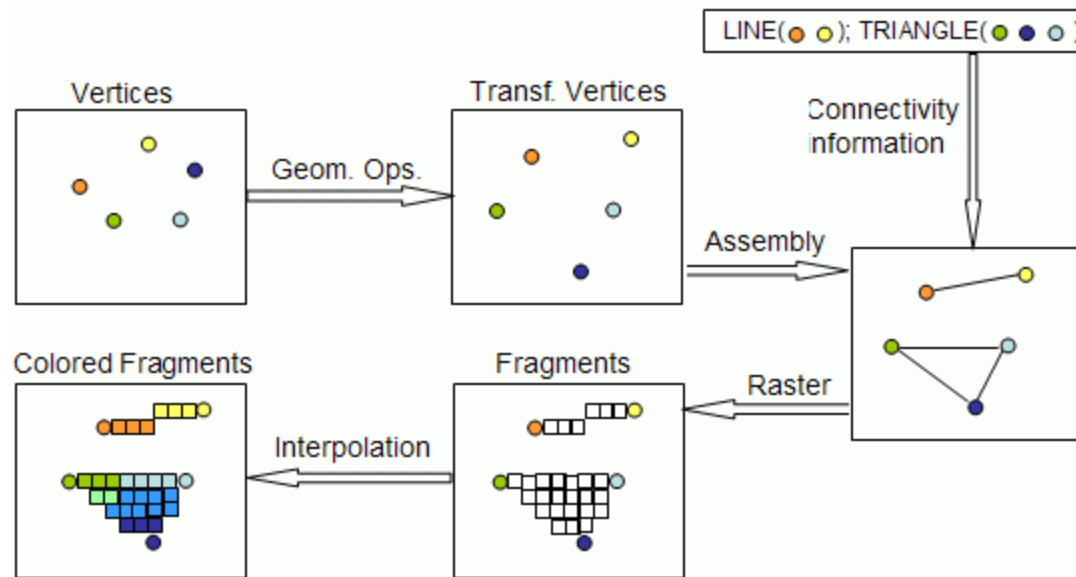 LINE( ); TRIANGLE( )
Vertices
Transf. Vertices
Connectivity
information
Geom. Ops.
Assembly
Colored Fragments
Fragments
Raster
Interpolation